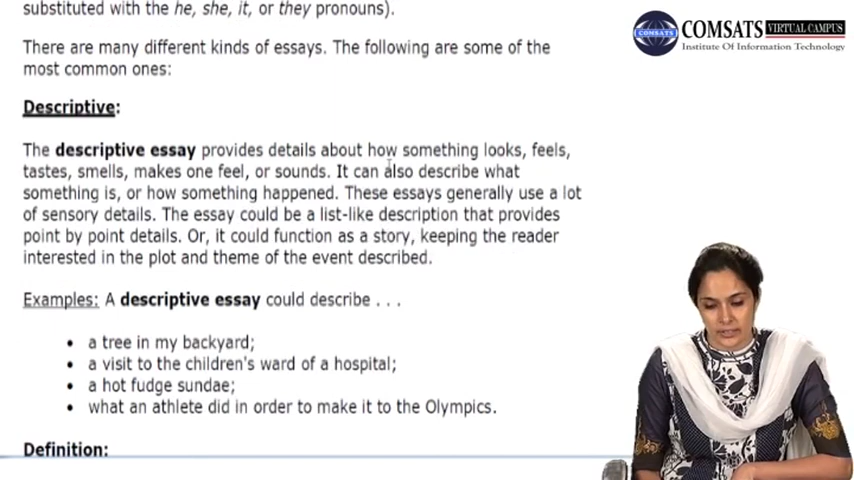 substituted with the he, she, it, or they pronouns).
COMSATS VIRTUAL CAMPUS
COMSATS
Institute Of Information Technology
There are many different kinds of essays. The following are some of the
most common ones:
Descriptive:
The descriptive essay provides details about how something looks, feels,
tastes, smells, makes one feel, or sounds. It can also describe what
something is, or how something happened. These essays generally use a lot
of sensory details. The essay could be a list-like description that provides
point by point details. Or, it could function as a story, keeping the reader
interested in the plot and theme of the event described.
Examples: A descriptive essay could describe . . .
• a tree in my backyard;
• a visit to the children's ward of a hospital;
• a hot fudge sundae;
• what an athlete did in order to make it to the Olympics.
Definition: